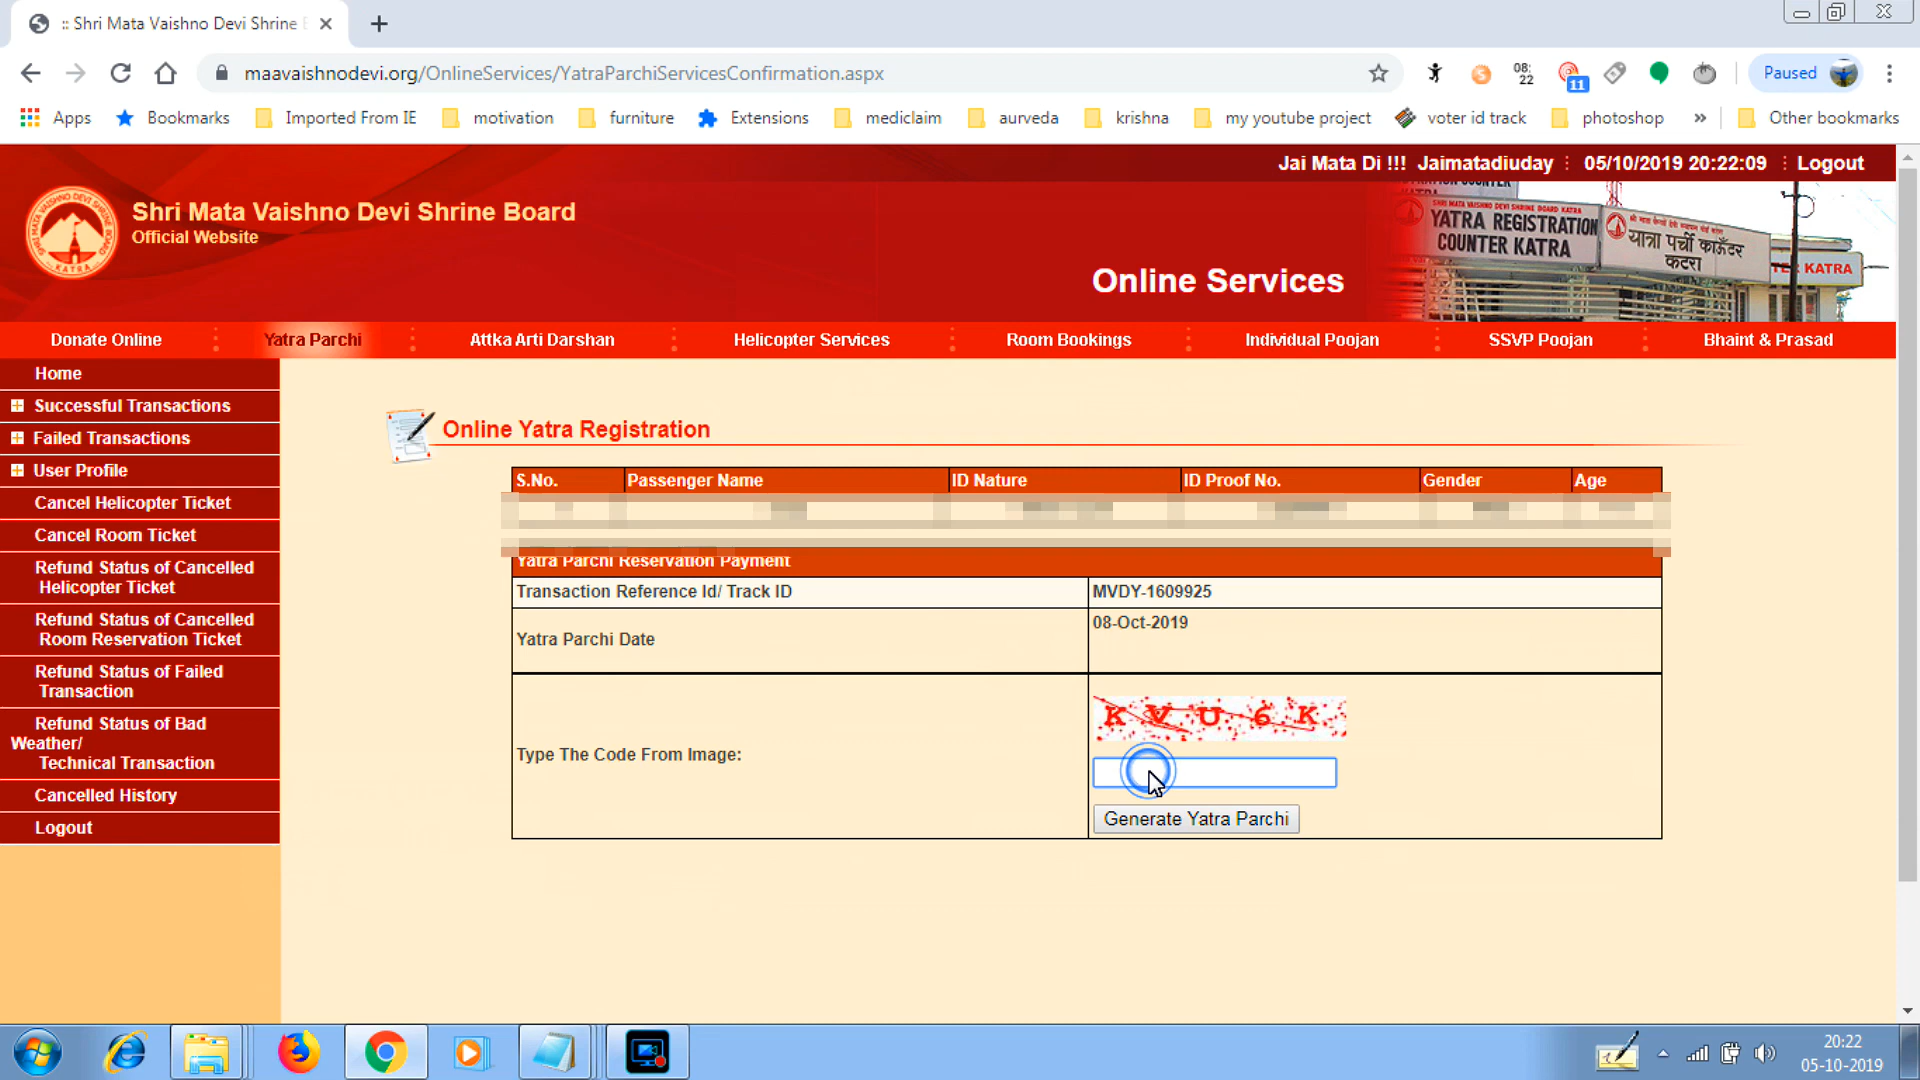 :: Shri Mata Vaishno Devi Shrine
maavaishnodevi.org/OnlineServices/YatraParchiServicesConfirmation.aspx
08:
22
11
Paused
Apps Bookmarks Imported From IE motivation furniture Extensions mediclaim aurveda krishna my youtube project voter id track photoshop » Other bookmarks
Jai Mata Di !!! Jaimatadiuday 05/10/2019 20:22:09 Logout
Shri Mata Vaishno Devi Shrine Board
Official Website
YATRA REGISTRATION
COUNTER KATRA
यात्रा पर्ची काऊँटर
कटरा
KATRA
Online Services
Donate Online Yatra Parchi Attka Arti Darshan Helicopter Services Room Bookings Individual Poojan SSVP Poojan Bhaint & Prasad
Home
Successful Transactions
Failed Transactions
User Profile
Cancel Helicopter Ticket
Cancel Room Ticket
Refund Status of Cancelled
Helicopter Ticket
Refund Status of Cancelled
Room Reservation Ticket
Refund Status of Failed
Transaction
Refund Status of Bad
Weather/
Technical Transaction
Cancelled History
Logout
Online Yatra Registration
S.No. Passenger Name ID Nature ID Proof No. Gender Age
Yatra Parchi Reservation Payment
Transaction Reference Id/ Track ID MVDY-1609925
Yatra Parchi Date 08-Oct-2019
K V U 6 K
Type The Code From Image:
Generate Yatra Parchi
20:22
05-10-2019